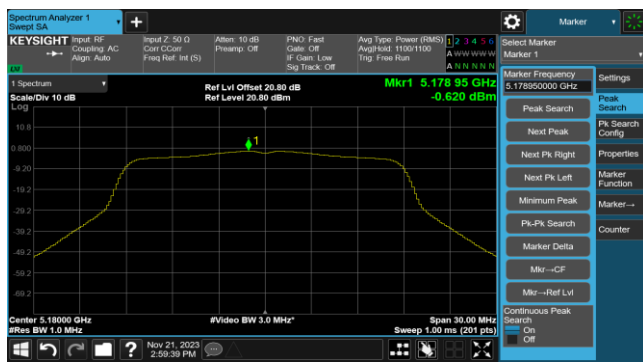 Spectrum Analyzer 1
Swept SA
Marker
KEYSIGHT
Input: RF
Coupling: AC
Align: Auto
Input Z: 50 Ω
Corr CCorr
Freq Ref: Int (S)
Atten: 10 dB
Preamp: Off
PNO: Fast
Gate: Off
IF Gain: Low
Sig Track: Off
Avg Type: Power (RMS)
Avg|Hold: 1100/1100
Trig: Free Run
1 2 3 4 5 6
A W W W W W
A N N N N N
Select Marker
Marker 1
1 Spectrum
Scale/Div 10 dB
Log
Ref Lvl Offset 20.80 dB
Ref Level 20.80 dBm
Mkr1 5.178 95 GHz
-0.620 dBm
10.8
0.800
-9.20
-19.2
-29.2
-39.2
-49.2
-59.2
-69.2
1
Center 5.18000 GHz
#Res BW 1.0 MHz
#Video BW 3.0 MHz*
Span 30.00 MHz
Sweep 1.00 ms (201 pts)
Marker Frequency
5.178950000 GHz
Peak Search
Next Peak
Next Pk Right
Next Pk Left
Minimum Peak
Pk-Pk Search
Marker Delta
Mkr→CF
Mkr→Ref Lvl
Continuous Peak
Search
On
Off
Settings
Peak
Search
Pk Search
Config
Properties
Marker
Function
Marker→
Counter
Nov 21, 2023
2:59:39 PM